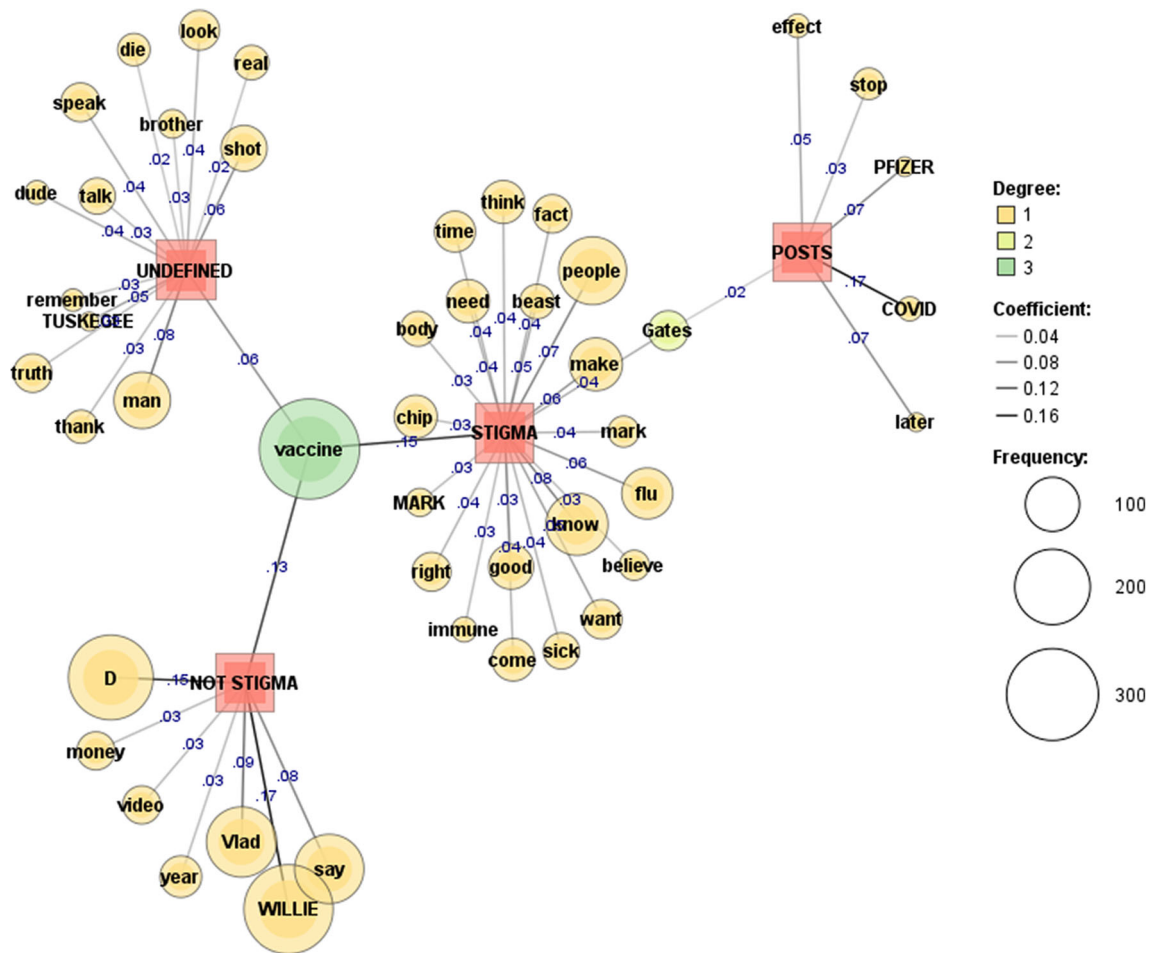 look
die
real
speak
brother
.02
.04
.02
shot
.04
.03
.06
dude
talk
.04
.03
UNDEFINED
.03
remember
.05
TUSKEGEE
.03
.08
truth
man
thank
.06
vaccine
.15
.13
D
.15
NOT STIGMA
.03
money
.03
video
.03
.09
.08
.17
Vlad
year
say
WILLIE
think
fact
time
people
need
beast
body
.04
.04
.04
.04
.05
.07
make
.03
.04
.06
chip
.03
STIGMA
.04
mark
.06
.03
.08
.03
MARK
.04
.03
flu
know
.03
.04
.04
right
good
believe
immune
want
come
sick
Gates
.02
effect
stop
.05
.03
PFIZER
.07
POSTS
.17
COVID
.07
later
Degree:
1
2
3
Coefficient:
0.04
0.08
0.12
0.16
Frequency:
100
200
300